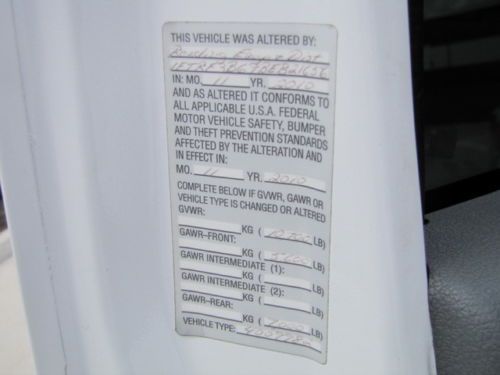 THIS VEHICLE WAS ALTERED BY:
IN: MO. 11 YR. 2010
AND AS ALTERED IT CONFORMS TO
ALL APPLICABLE U.S.A. FEDERAL
MOTOR VEHICLE SAFETY, BUMPER
AND THEFT PREVENTION STANDARDS
AFFECTED BY THE ALTERATION AND
IN EFFECT IN:
MO. 11 YR. 2010
COMPLETE BELOW IF GVWR, GAWR OR
VEHICLE TYPE IS CHANGED OR ALTERED
GVWR:
KG ( LB)
GAWR–FRONT:
KG ( LB)
GAWR INTERMEDIATE (1):
KG ( LB)
GAWR INTERMEDIATE (2):
KG ( LB)
GAWR–REAR:
KG ( LB)
VEHICLE TYPE: